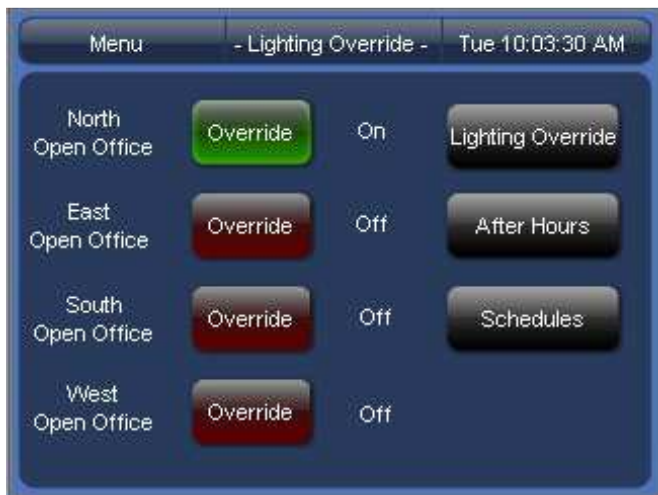 Menu
- Lighting Override -
Tue 10:03:30 AM
North
Open Office
Override
On
Lighting Override
East
Open Office
Override
Off
After Hours
South
Open Office
Override
Off
Schedules
West
Open Office
Override
Off